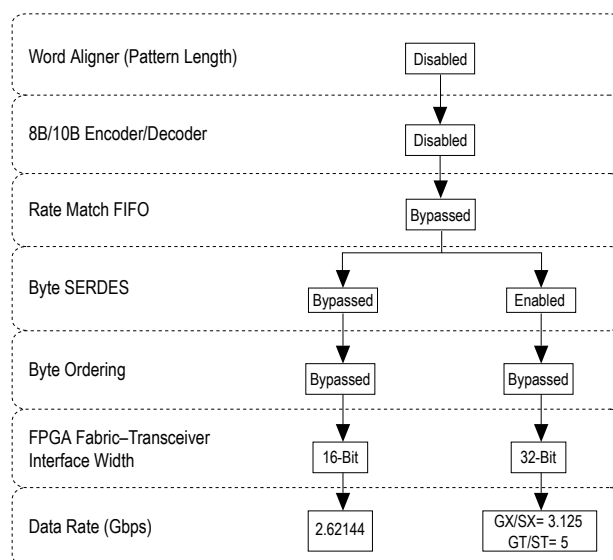 Word Aligner (Pattern Length)
Disabled
8B/10B Encoder/Decoder
Disabled
Rate Match FIFO
Bypassed
Byte SERDES
Bypassed
Enabled
Byte Ordering
Bypassed
Bypassed
FPGA Fabric–Transceiver
Interface Width
16-Bit
32-Bit
Data Rate (Gbps)
2.62144
GX/SX= 3.125
GT/ST= 5